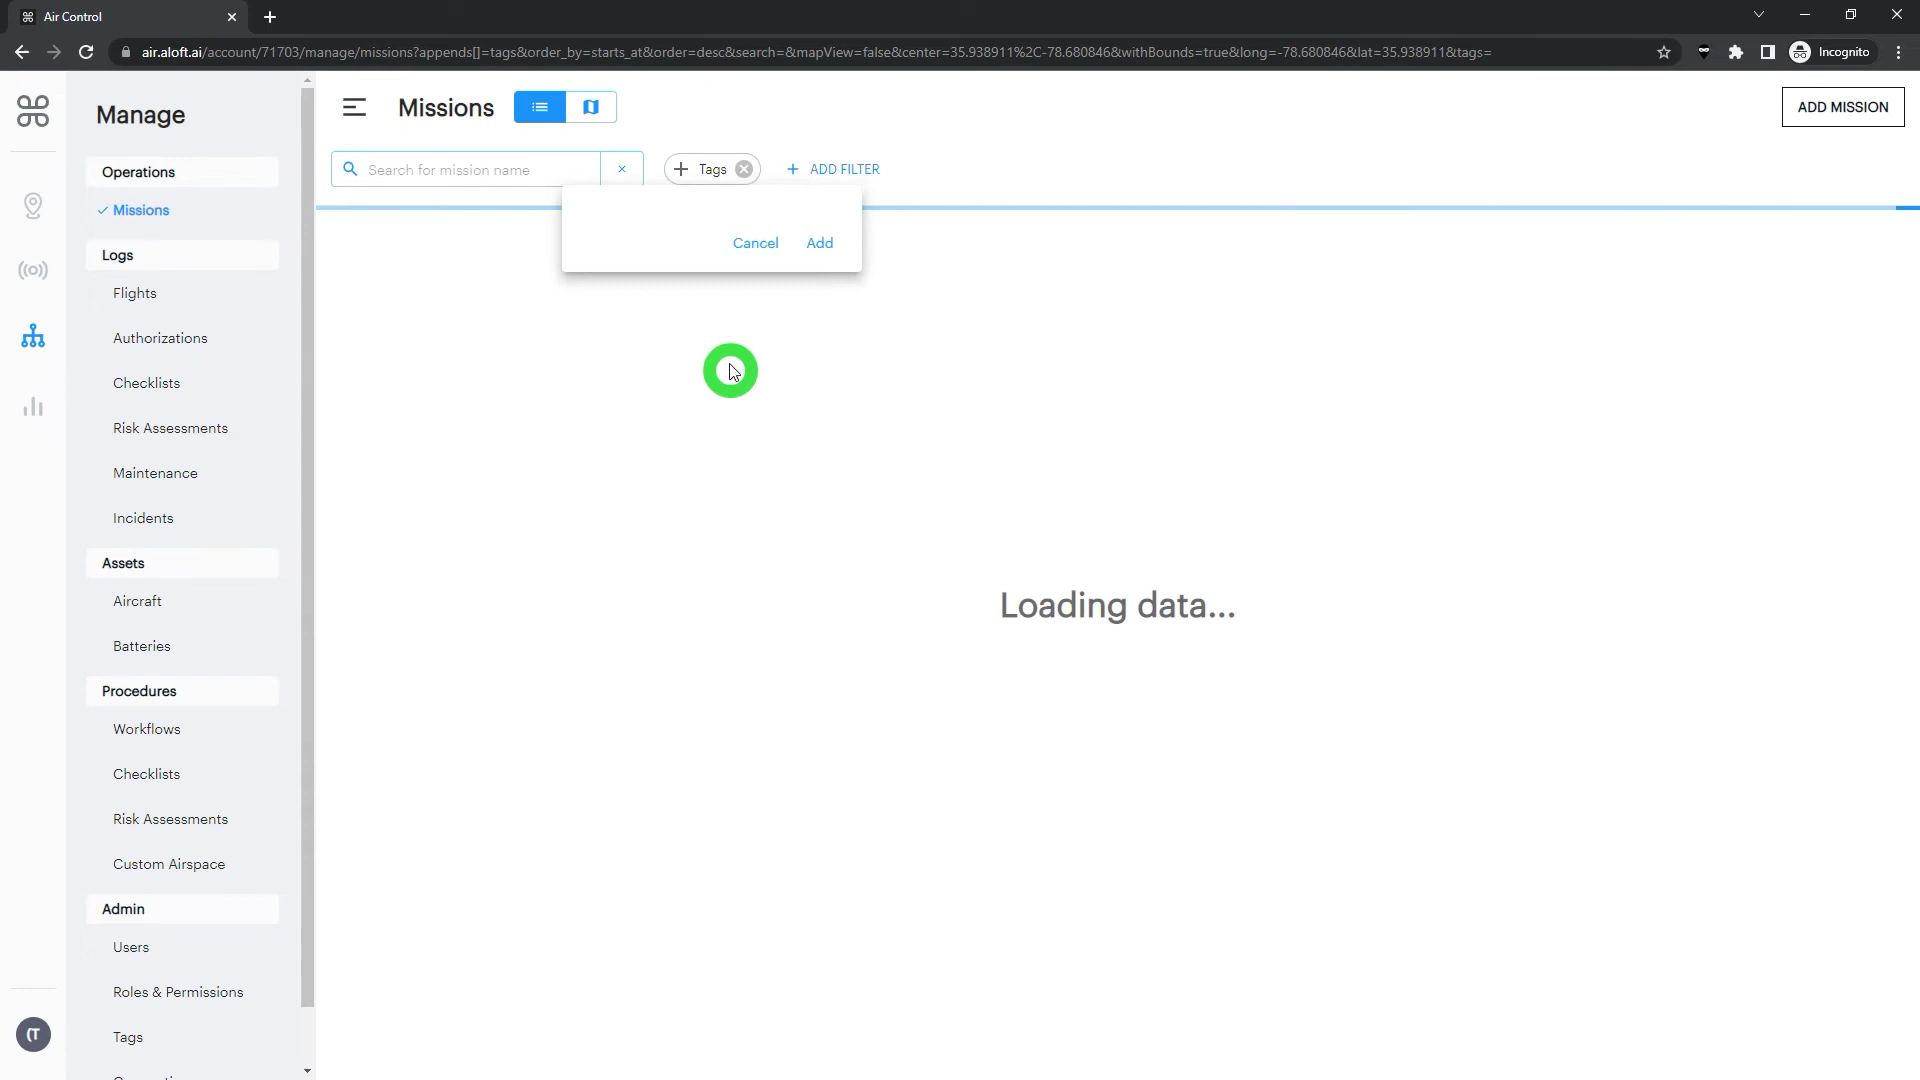 Air Control
air.aloft.ai/account/71703/manage/missions?appends[]=tags&order_by=starts_at&order=desc&search=&mapView=false&center=35.938911%2C-78.680846&withBounds=true&long=-78.680846&lat=35.938911&tags=
Incognito
Manage
Missions
ADD MISSION
Search for mission name
Tags
ADD FILTER
Cancel
Add
Loading data...
Operations
Missions
Logs
Flights
Authorizations
Checklists
Risk Assessments
Maintenance
Incidents
Assets
Aircraft
Batteries
Procedures
Workflows
Checklists
Risk Assessments
Custom Airspace
Admin
Users
Roles & Permissions
Tags
(T